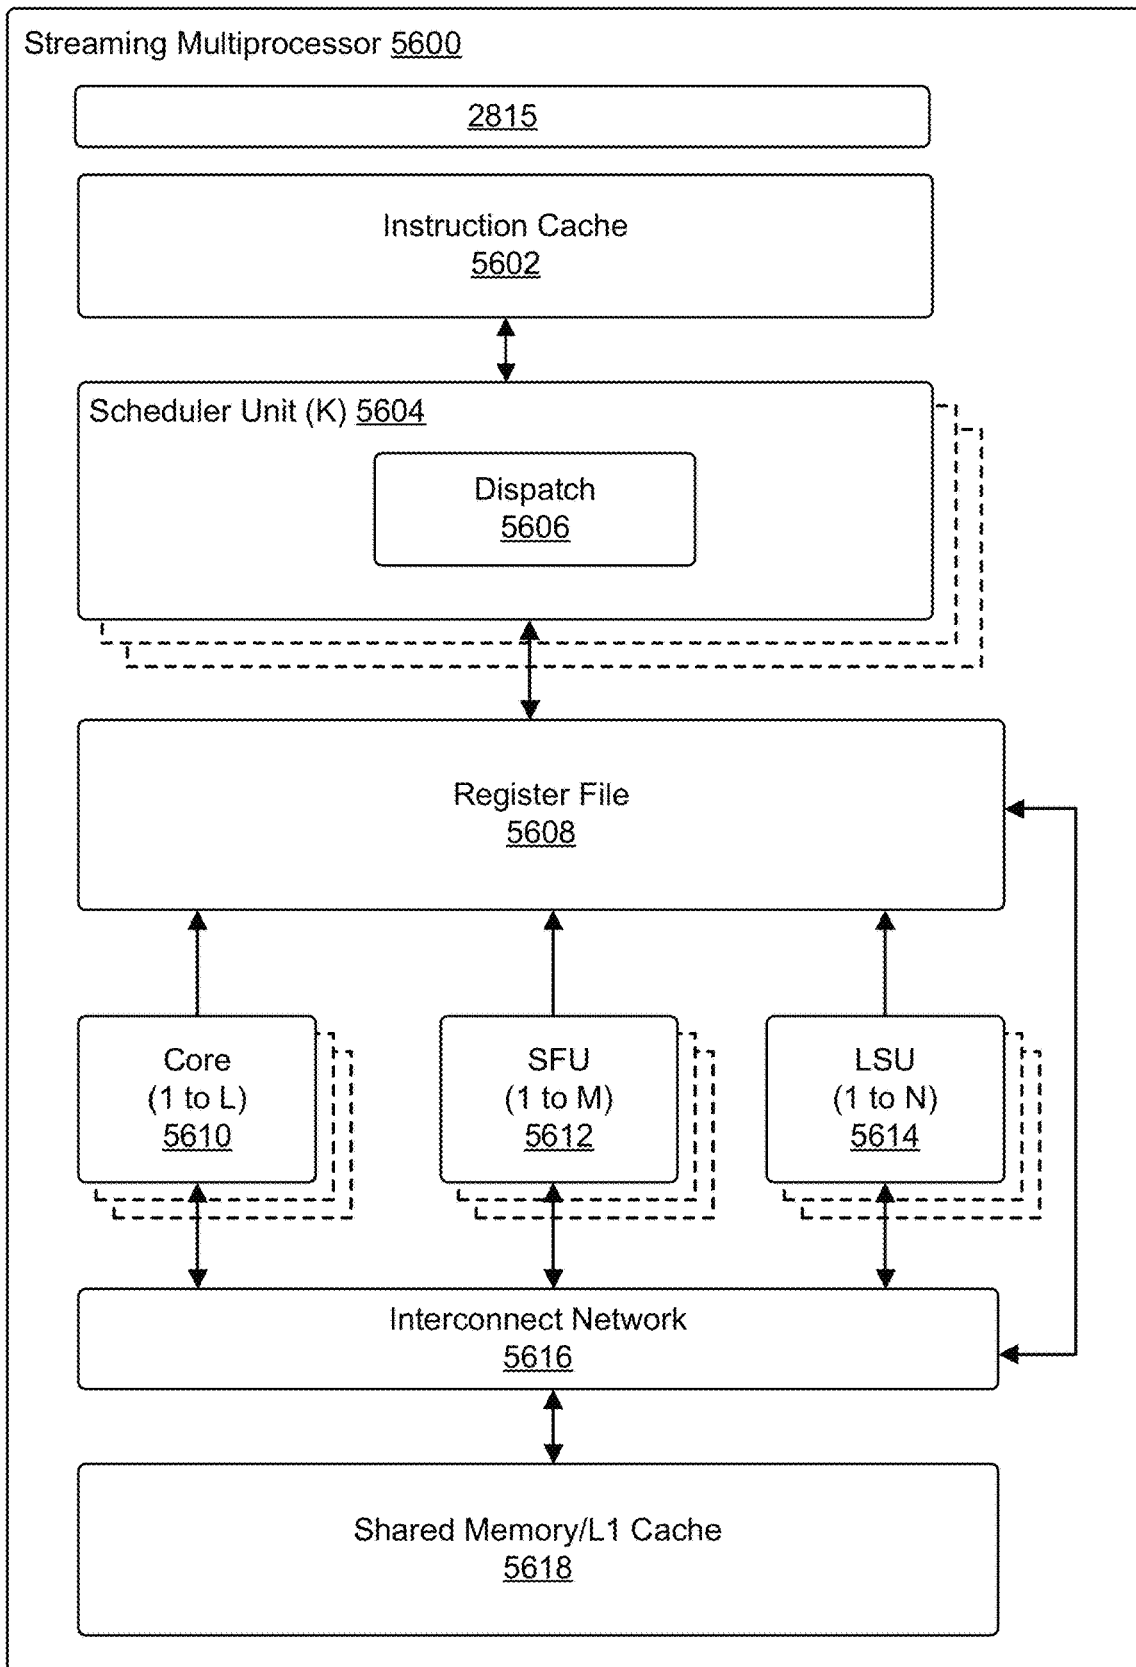 Streaming Multiprocessor 5600
2815
Instruction Cache
5602
Scheduler Unit (K) 5604
Dispatch
5606
Register File
5608
Core
(1 to L)
5610
SFU
(1 to M)
5612
LSU
(1 to N)
5614
Interconnect Network
5616
Shared Memory/L1 Cache
5618